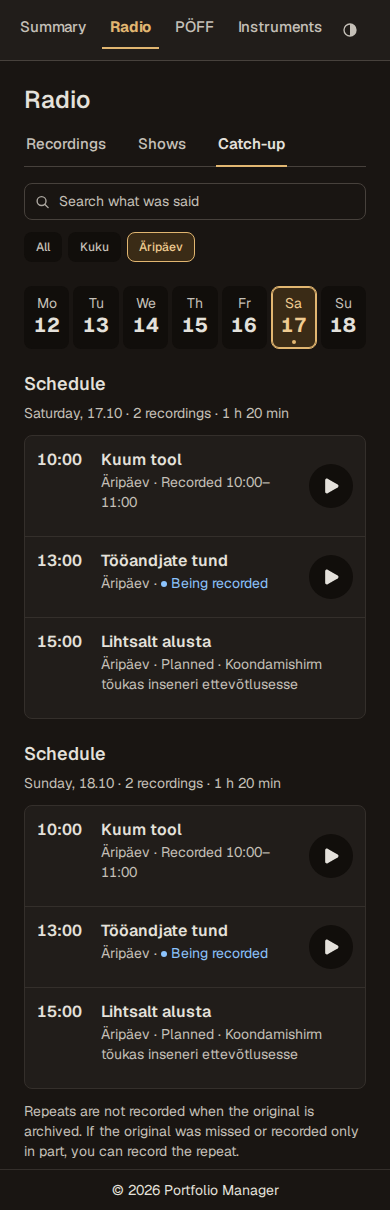 Summary Radio PÖFF Instruments
Radio
Recordings Shows Catch-up
Search what was said
All Kuku Äripäev
Mo Tu We Th Fr Sa Su
12 13 14 15 16 17 18
Schedule
Saturday, 17.10 · 2 recordings · 1 h 20 min
10:00 Kuum tool
Äripäev · Recorded 10:00–
11:00
13:00 Tööandjate tund
Äripäev · Being recorded
15:00 Lihtsalt alusta
Äripäev · Planned · Koondamishirm
tõukas inseneri ettevõtlusesse
Schedule
Sunday, 18.10 · 2 recordings · 1 h 20 min
10:00 Kuum tool
Äripäev · Recorded 10:00–
11:00
13:00 Tööandjate tund
Äripäev · Being recorded
15:00 Lihtsalt alusta
Äripäev · Planned · Koondamishirm
tõukas inseneri ettevõtlusesse
Repeats are not recorded when the original is
archived. If the original was missed or recorded only
in part, you can record the repeat.
© 2026 Portfolio Manager